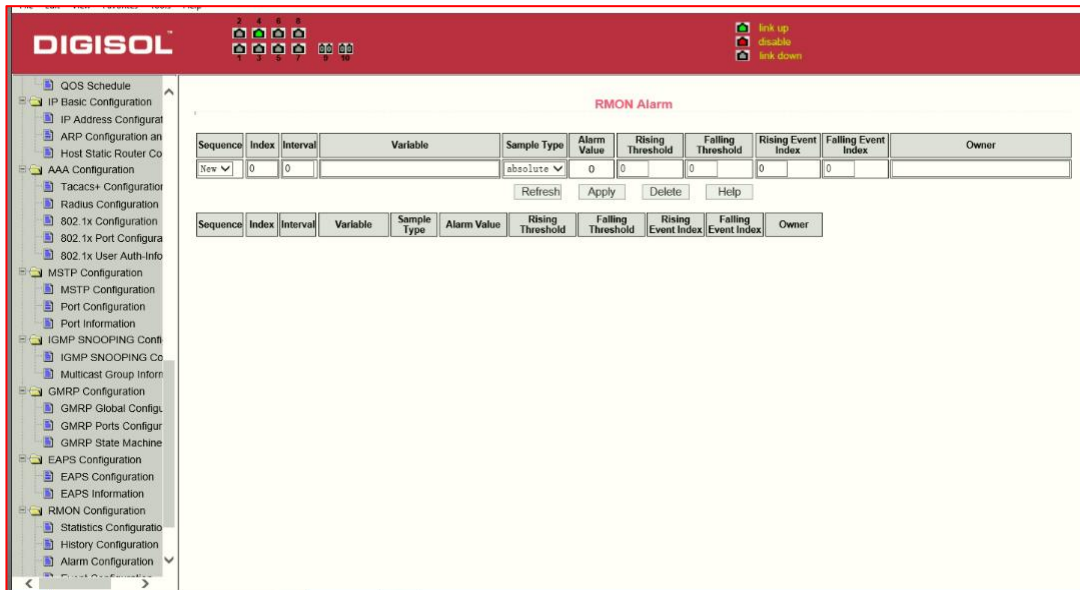 DIGISOL
2 4 6 8
1 3 5 7 9 10
link up
disable
link down
QOS Schedule
IP Basic Configuration
IP Address Configurat
ARP Configuration an
Host Static Router Co
AAA Configuration
Tacacs+ Configuration
Radius Configuration
802.1x Configuration
802.1x Port Configura
802.1x User Auth-Info
MSTP Configuration
MSTP Configuration
Port Configuration
Port Information
IGMP SNOOPING Confi
IGMP SNOOPING Co
Multicast Group Inform
GMRP Configuration
GMRP Global Configu
GMRP Ports Configur
GMRP State Machine
EAPS Configuration
EAPS Configuration
EAPS Information
RMON Configuration
Statistics Configuratio
History Configuration
Alarm Configuration
RMON Alarm
Sequence Index Interval Variable Sample Type Alarm Value Rising Threshold Falling Threshold Rising Event Index Falling Event Index Owner
New 0 0 absolute 0 0 0 0 0
Refresh Apply Delete Help
Sequence Index Interval Variable Sample Type Alarm Value Rising Threshold Falling Threshold Rising Event Index Falling Event Index Owner